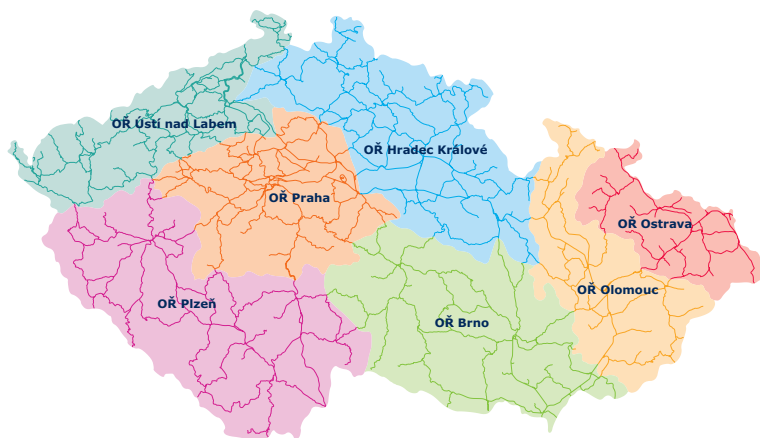 OŘ Ústí nad Labem
OŘ Hradec Králové
OŘ Praha
OŘ Ostrava
OŘ Olomouc
OŘ Plzeň
OŘ Brno